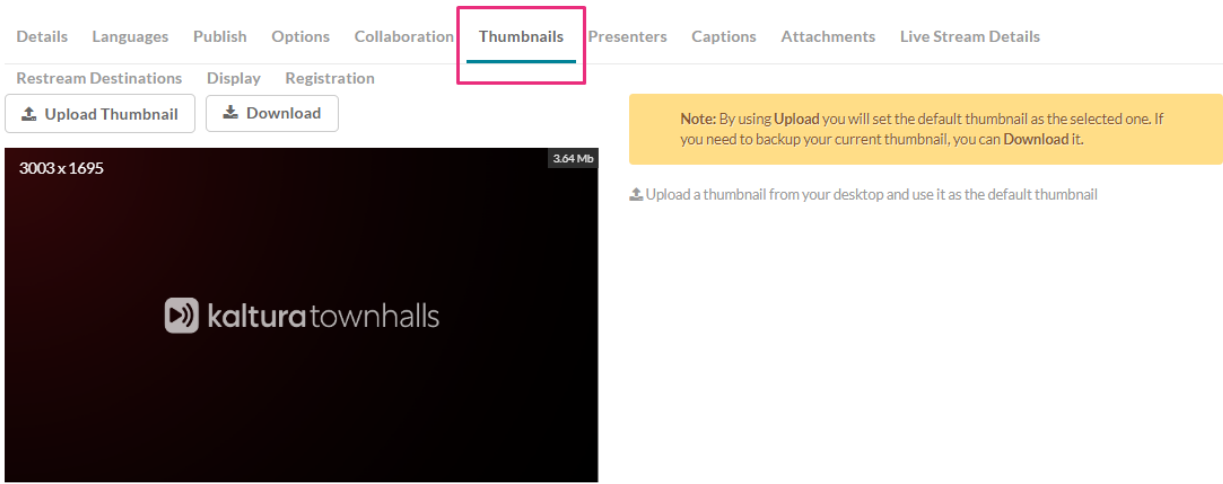 Details Languages Publish Options Collaboration Thumbnails Presenters Captions Attachments Live Stream Details
Restream Destinations Display Registration
Upload Thumbnail Download
Note: By using Upload you will set the default thumbnail as the selected one. If
you need to backup your current thumbnail, you can Download it.
3003 x 1695 3.64 Mb
Upload a thumbnail from your desktop and use it as the default thumbnail
kaltura townhalls